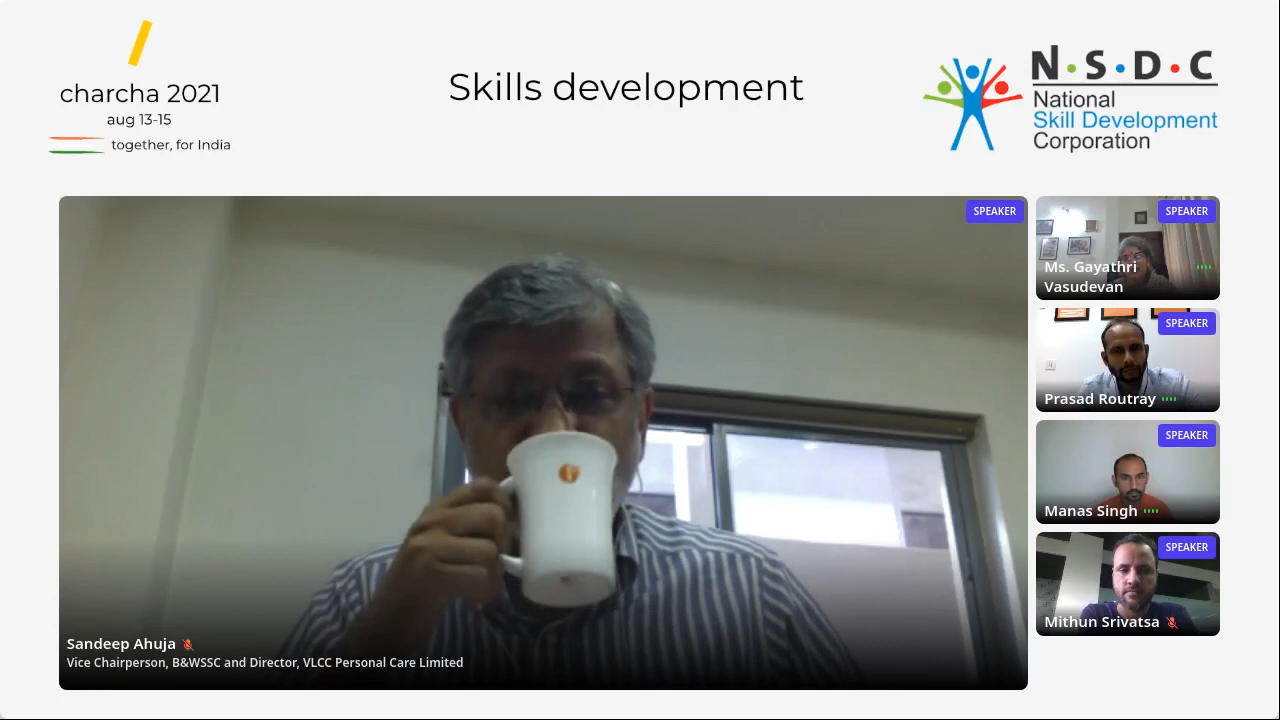 charcha 2021
aug 13-15
together, for India
Skills development
N·S·D·C
National
Skill Development
Corporation
SPEAKER
Sandeep Ahuja
Vice Chairperson, B&WSSC and Director, VLCC Personal Care Limited
SPEAKER
Ms. Gayathri
Vasudevan
SPEAKER
Prasad Routray
SPEAKER
Manas Singh
SPEAKER
Mithun Srivatsa